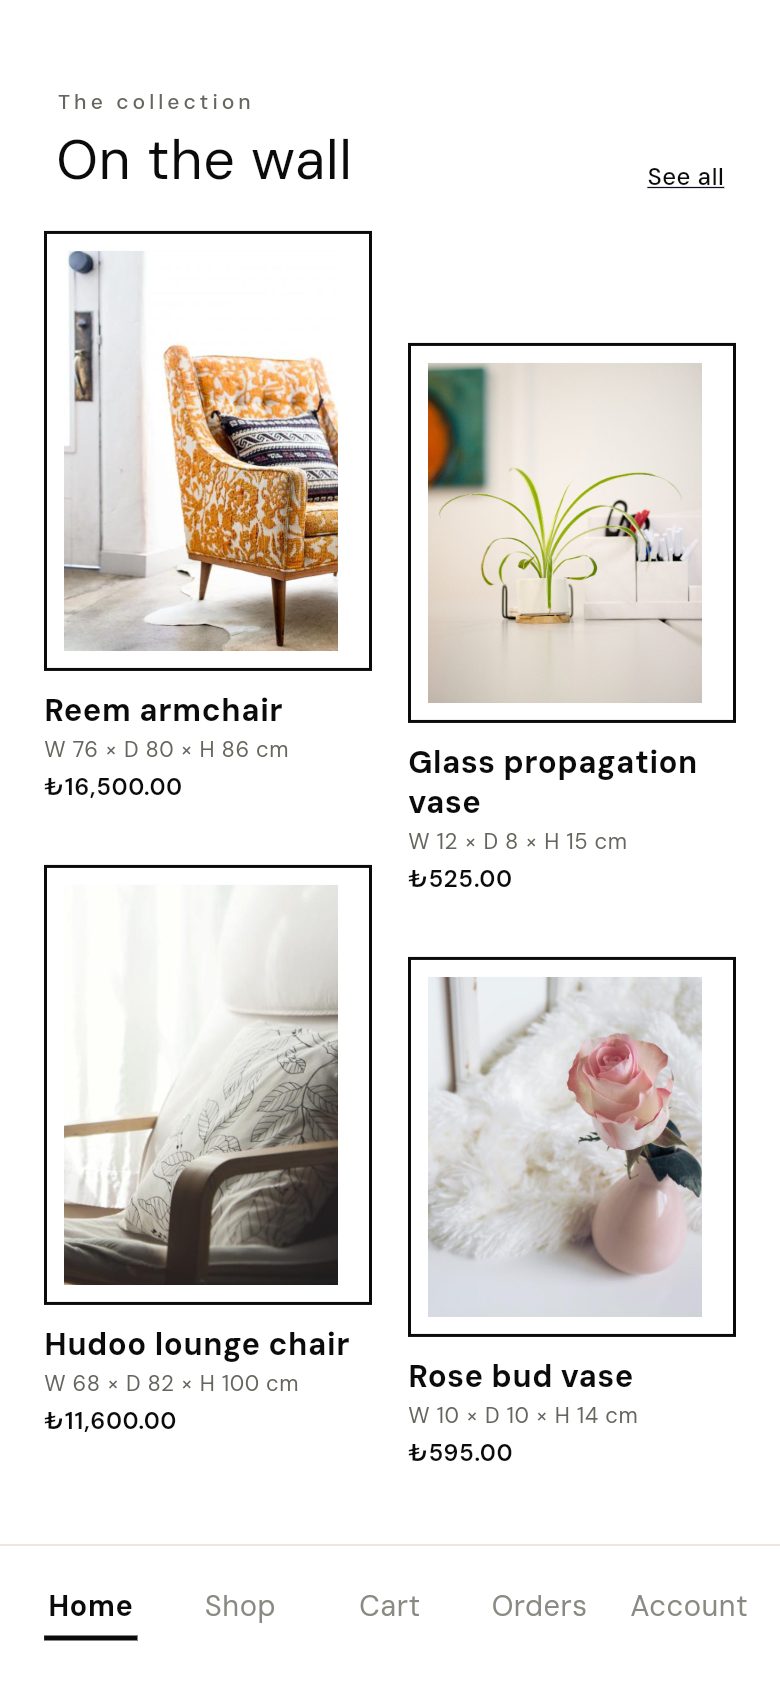 The collection
On the wall
See all
Reem armchair
W 76 × D 80 × H 86 cm
₺16,500.00
Glass propagation
vase
W 12 × D 8 × H 15 cm
₺525.00
Hudoo lounge chair
W 68 × D 82 × H 100 cm
₺11,600.00
Rose bud vase
W 10 × D 10 × H 14 cm
₺595.00
Home
Shop
Cart
Orders
Account